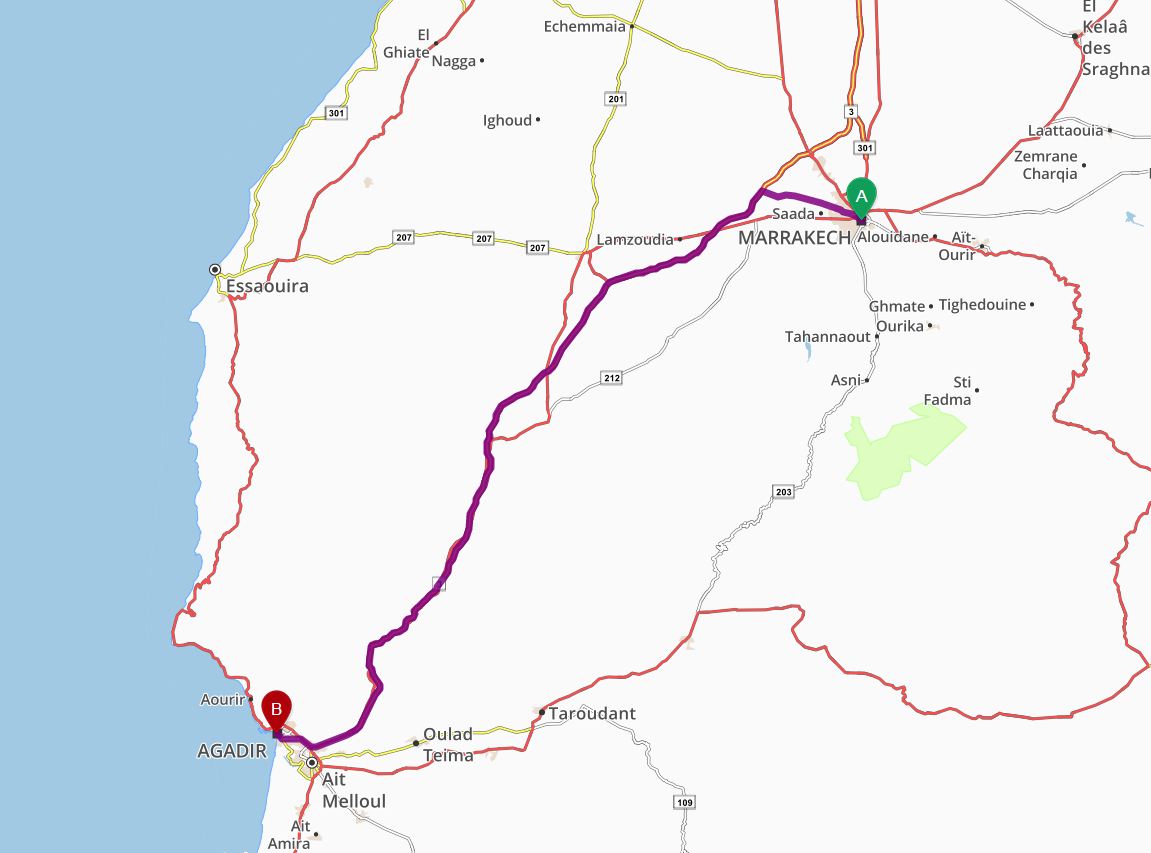 El
Kelaâ
des
Sraghna
Echemmaia
El
Ghiate
Nagga
201
301
3
Ighoud
Laattaouia
301
Zemrane
Charqia
A
Saada
MARRAKECH
Alouidane
Aït-
Ourir
207
207
207
Lamzoudia
Essaouira
Ghmate
Tighedouine
Ourika
Tahannaout
212
Asni
Sti
Fadma
203
Aourir
B
AGADIR
Taroudant
Oulad
Teima
Ait
Melloul
109
Ait
Amira